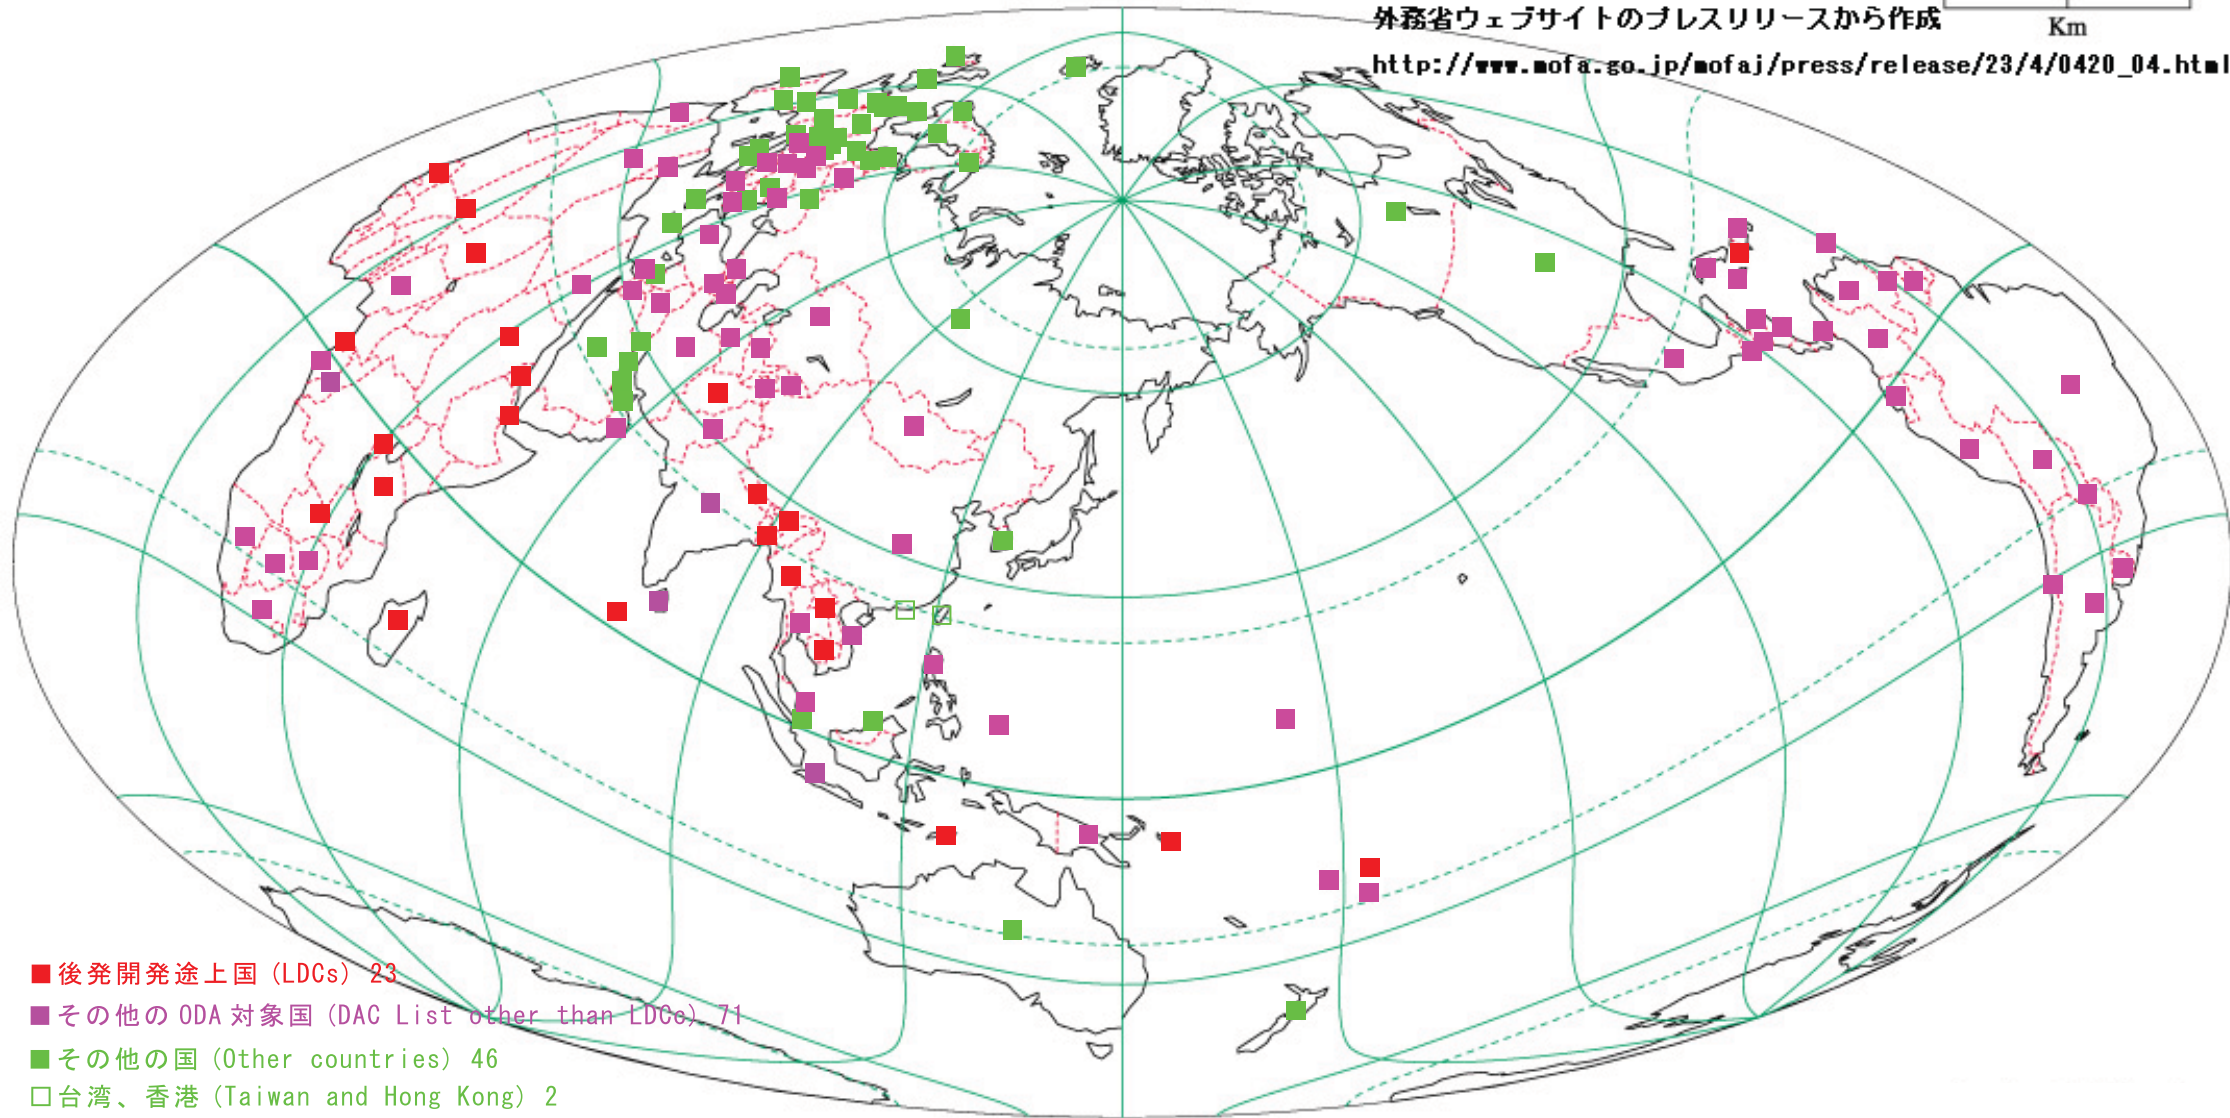 外務省ウェブサイトのプレスリリースから作成
Km
http://www.mofa.go.jp/mofaj/press/release/23/4/0420_04.html
後発開発途上国 (LDCs) 23
その他の ODA 対象国 (DAC List other than LDCo) 71
その他の国 (Other countries) 46
台湾、香港 (Taiwan and Hong Kong) 2